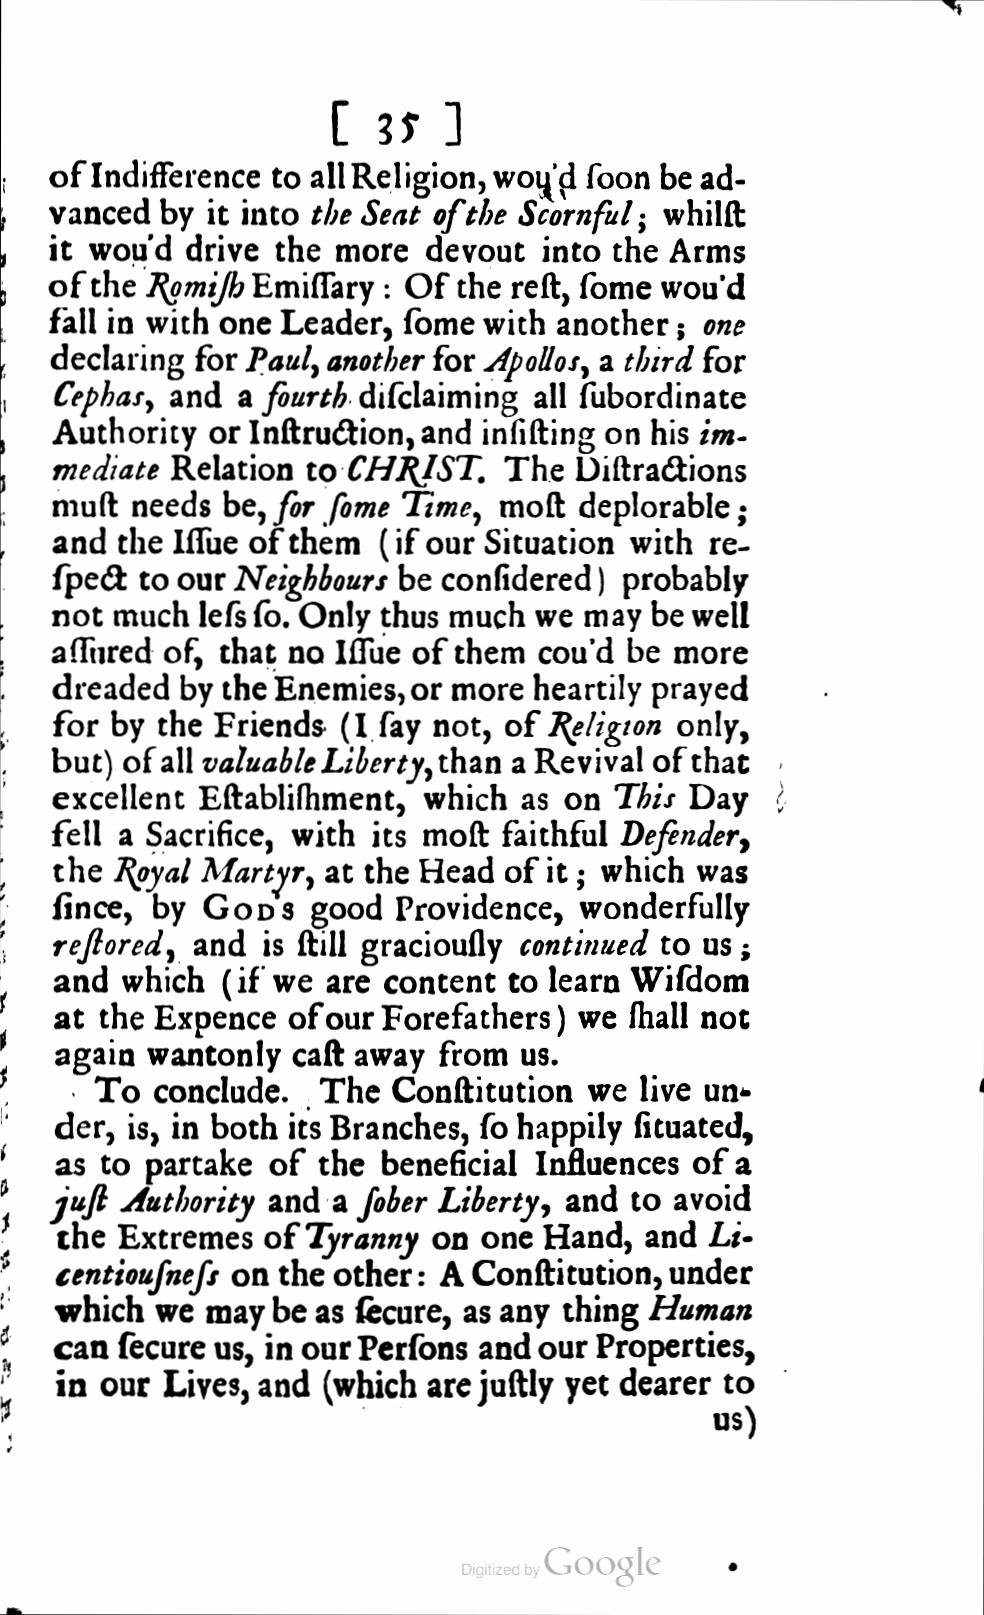 [ 35 ]
of Indifference to all Religion, wou'd ſoon be ad-
vanced by it into the Seat of the Scornful; whilſt
it wou'd drive the more devout into the Arms
of the Romiſh Emiſſary : Of the reſt, ſome wou'd
fall in with one Leader, ſome with another; one
declaring for Paul, another for Apollos, a third for
Cephas, and a fourth diſclaiming all ſubordinate
Authority or Inſtruction, and inſiſting on his im-
mediate Relation to CHRIST. The Diſtractions
muſt needs be, for ſome Time, moſt deplorable;
and the Iſſue of them (if our Situation with re-
ſpect to our Neighbours be conſidered) probably
not much leſs ſo. Only thus much we may be well
aſſured of, that no Iſſue of them cou'd be more
dreaded by the Enemies, or more heartily prayed
for by the Friends (I ſay not, of Religion only,
but) of all valuable Liberty, than a Revival of that
excellent Eſtabliſhment, which as on This Day
fell a Sacrifice, with its moſt faithful Defender,
the Royal Martyr, at the Head of it; which was
ſince, by GOD's good Providence, wonderfully
reſtored, and is ſtill graciouſly continued to us;
and which (if we are content to learn Wiſdom
at the Expence of our Forefathers) we ſhall not
again wantonly caſt away from us.
To conclude. The Conſtitution we live un-
der, is, in both its Branches, ſo happily ſituated,
as to partake of the beneficial Influences of a
juſt Authority and a ſober Liberty, and to avoid
the Extremes of Tyranny on one Hand, and Li-
centiouſneſs on the other: A Conſtitution, under
which we may be as ſecure, as any thing Human
can ſecure us, in our Perſons and our Properties,
in our Lives, and (which are juſtly yet dearer to
us)
Digitized by Google